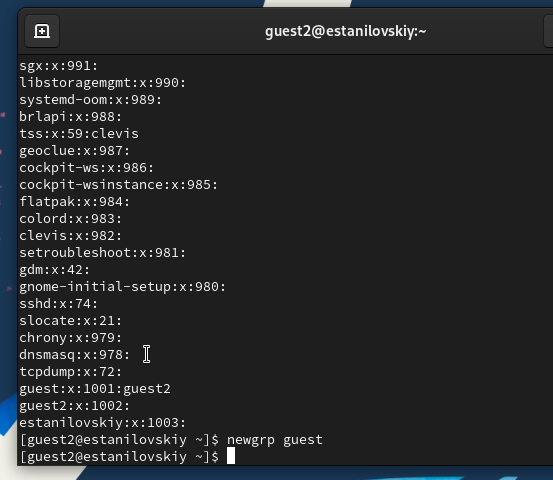 guest2@estanilovskiy:~
sgx:x:991:
libstoragemgmt:x:990:
systemd-oom:x:989:
brlapi:x:988:
tss:x:59:clevis
geoclue:x:987:
cockpit-ws:x:986:
cockpit-wsinstance:x:985:
flatpak:x:984:
colord:x:983:
clevis:x:982:
setroubleshoot:x:981:
gdm:x:42:
gnome-initial-setup:x:980:
sshd:x:74:
slocate:x:21:
chrony:x:979:
dnsmasq:x:978:
tcpdump:x:72:
guest:x:1001:guest2
guest2:x:1002:
estanilovskiy:x:1003:
[guest2@estanilovskiy ~]$ newgrp guest
[guest2@estanilovskiy ~]$